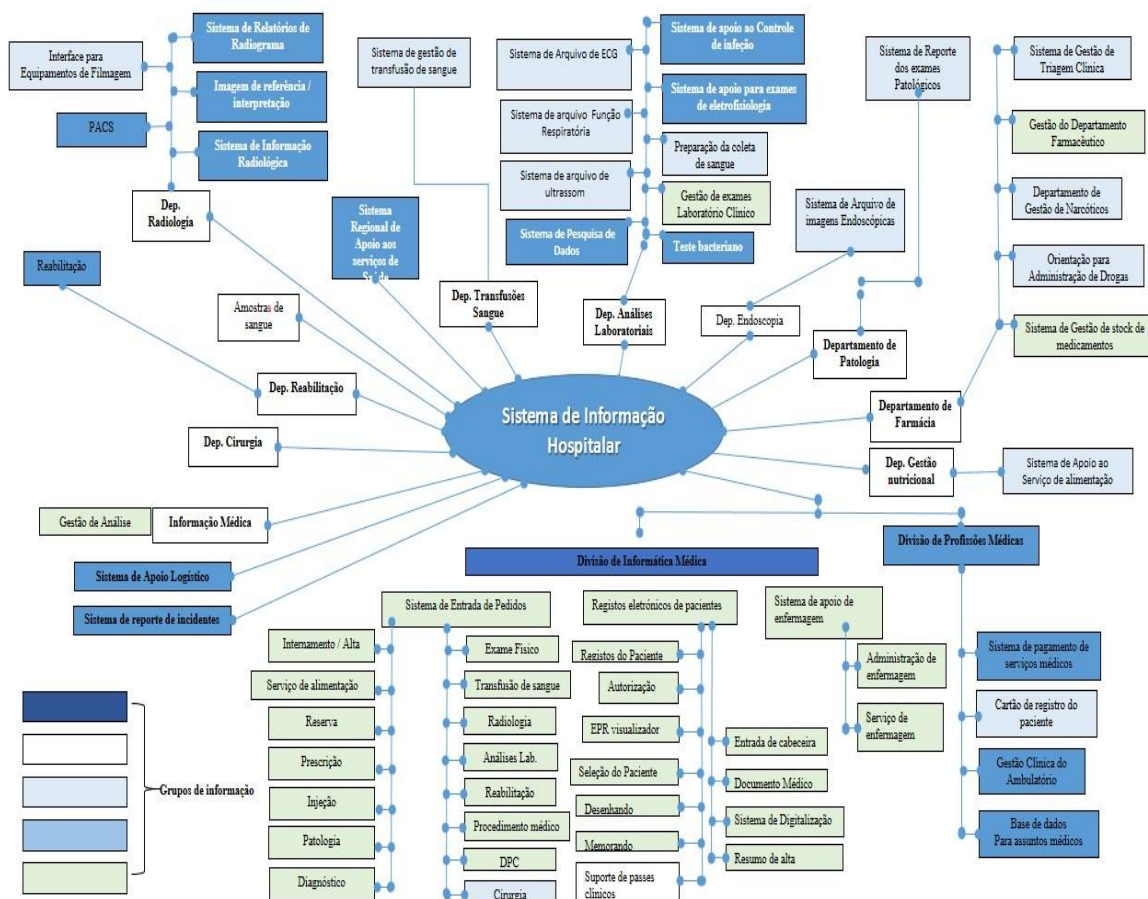 Sistema de Relatórios de
Radiograma
Interface para
Equipamentos de Filmagem
Imagem de referência /
interpretação
PACS
Sistema de Informação
Radiológica
Dep.
Radiologia
Sistema de gestão de
transfusão de sangue
Sistema
Regional de
Apoio aos
serviços de
Saúde
Dep. Transfusões
Sangue
Sistema de Arquivo de ECG
Sistema de apoio ao Controle
de infeção
Sistema de apoio para exames
de eletrofisiologia
Sistema de arquivo Função
Respiratória
Preparação da coleta
de sangue
Sistema de arquivo de
ultrassom
Gestão de exames
Laboratório Clinico
Sistema de Pesquisa de
Dados
Teste bacteriano
Dep. Análises
Laboratoriais
Sistema de Reporte
dos exames
Patológicos
Sistema de Arquivo de
imagens Endoscópicas
Dep. Endoscopia
Departamento de
Patologia
Sistema de Gestão de
Triagem Clinica
Gestão do Departamento
Farmacêutico
Departamento de
Gestão de Narcóticos
Orientação para
Administração de Drogas
Sistema de Gestão de stock de
medicamentos
Departamento de
Farmácia
Dep. Gestão
nutricional
Sistema de Apoio ao
Serviço de alimentação
Reabilitação
Amostras de
sangue
Dep. Reabilitação
Dep. Cirurgia
Sistema de Informação
Hospitalar
Gestão de Análise
Informação Médica
Sistema de Apoio Logístico
Sistema de reporte de incidentes
Divisão de Informática Médica
Divisão de Profissões Médicas
Sistema de Entrada de Pedidos
Internamento / Alta
Serviço de alimentação
Reserva
Prescrição
Injeção
Patologia
Diagnóstico
Exame Físico
Transfusão de sangue
Radiologia
Análises Lab.
Reabilitação
Procedimento médico
DPC
Cirurgia
Registos eletrónicos de pacientes
Registos do Paciente
Autorização
EPR visualizador
Seleção do Paciente
Desenhando
Memorando
Suporte de passes
clínicos
Entrada de cabeceira
Documento Médico
Sistema de Digitalização
Resumo de alta
Sistema de apoio de
enfermagem
Administração de
enfermagem
Serviço de
enfermagem
Sistema de pagamento de
serviços médicos
Cartão de registro do
paciente
Gestão Clinica do
Ambulatório
Base de dados
Para assuntos médicos
Grupos de informação